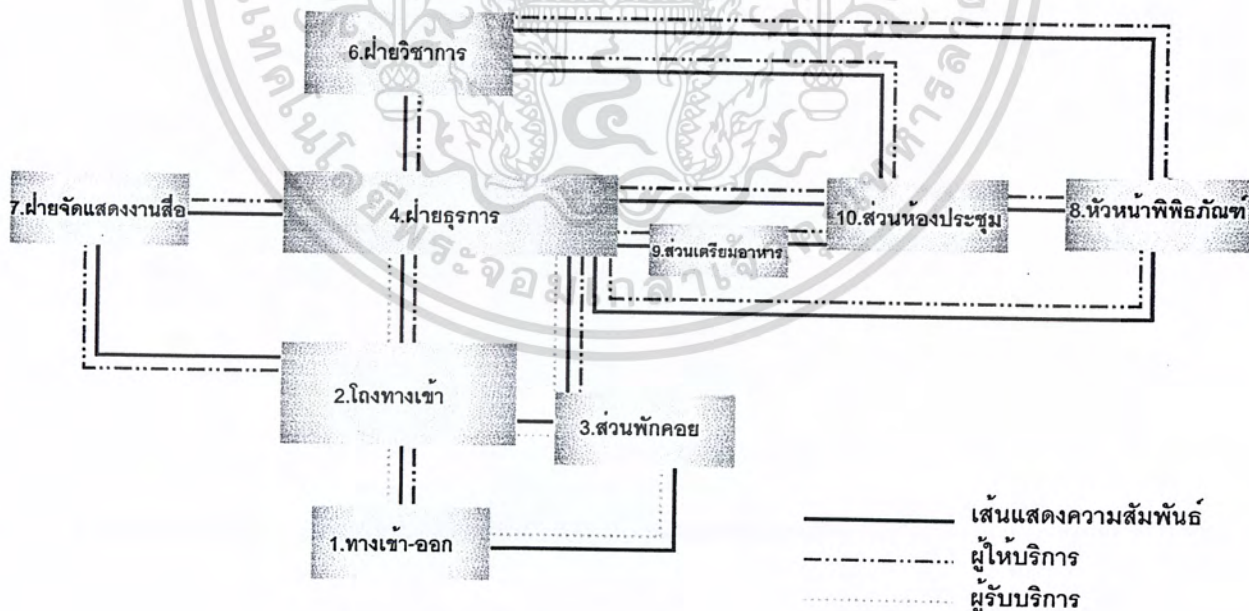 6.ฝ่ายวิชาการ
7.ฝ่ายจัดแสดงงานสื่อ
4.ฝ่ายธุรการ
10.ส่วนห้องประชุม
8.หัวหน้าพิพิธภัณฑ์
9.ส่วนเตรียมอาหาร
2.โถงทางเข้า
3.ส่วนพักคอย
1.ทางเข้า-ออก
เส้นแสดงความสัมพันธ์
ผู้ให้บริการ
ผู้รับบริการ